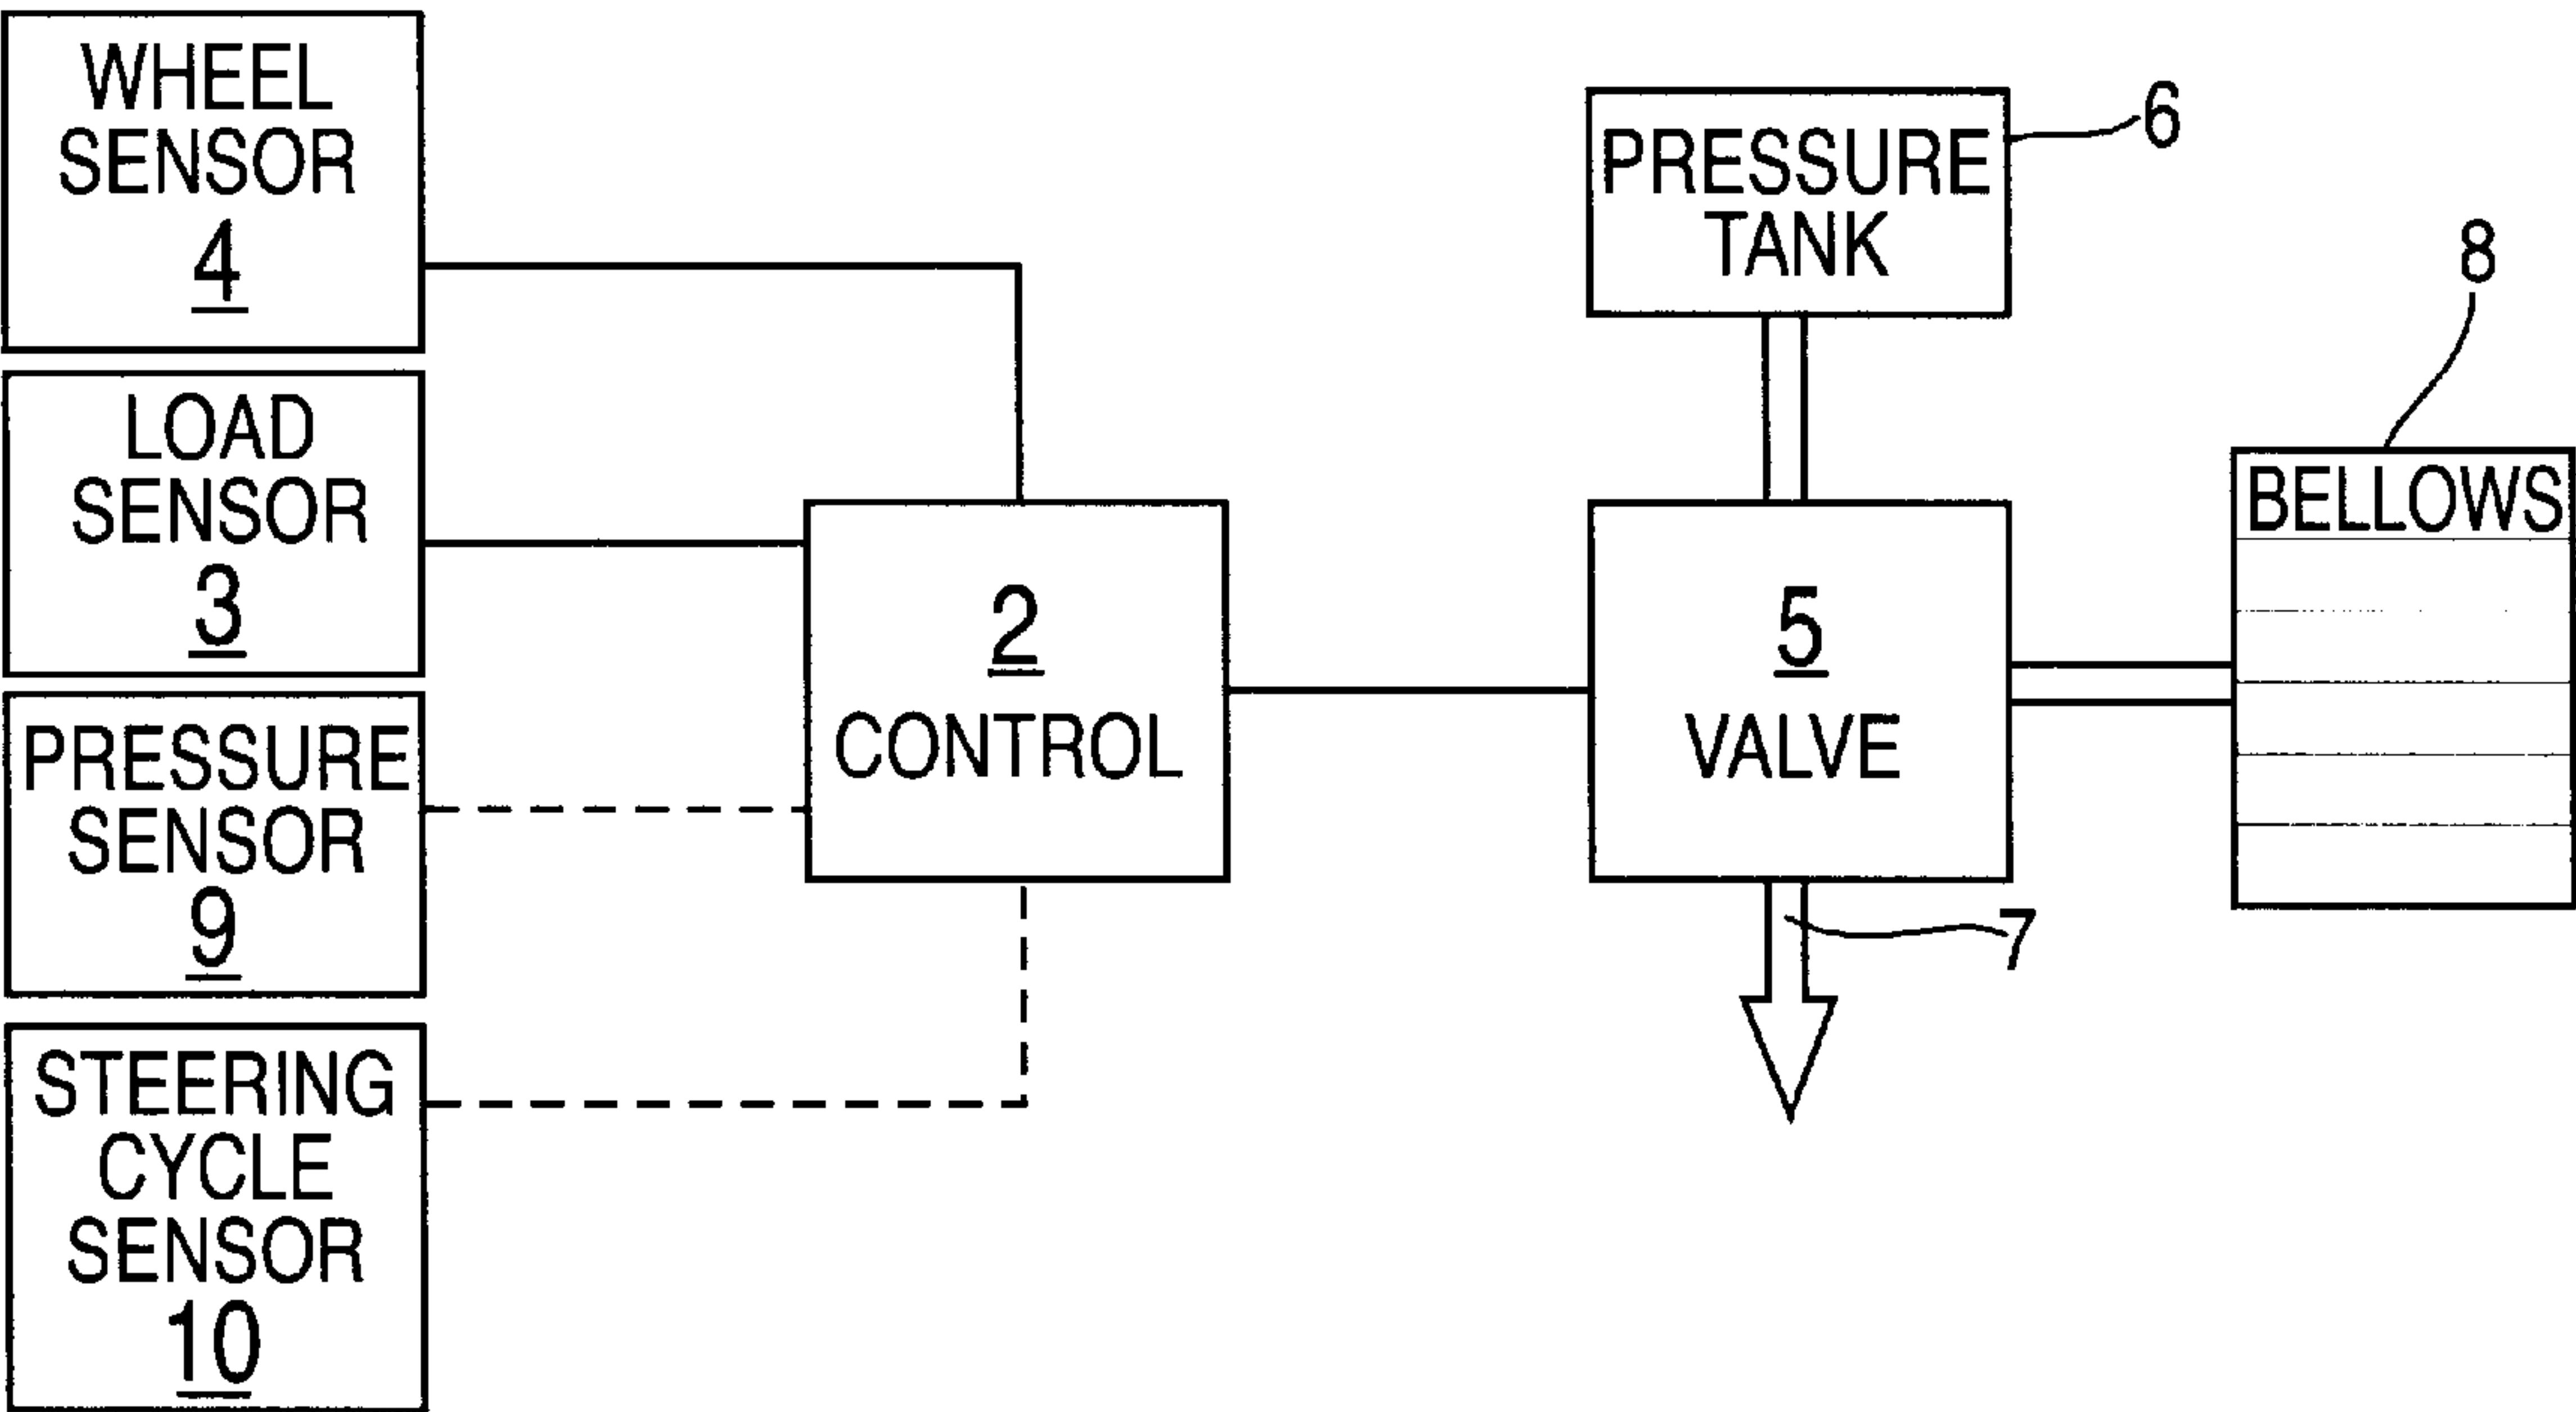 WHEEL
SENSOR
4
LOAD
SENSOR
3
PRESSURE
SENSOR
9
STEERING
CYCLE
SENSOR
10
2
CONTROL
PRESSURE
TANK
6
5
VALVE
7
8
BELLOWS